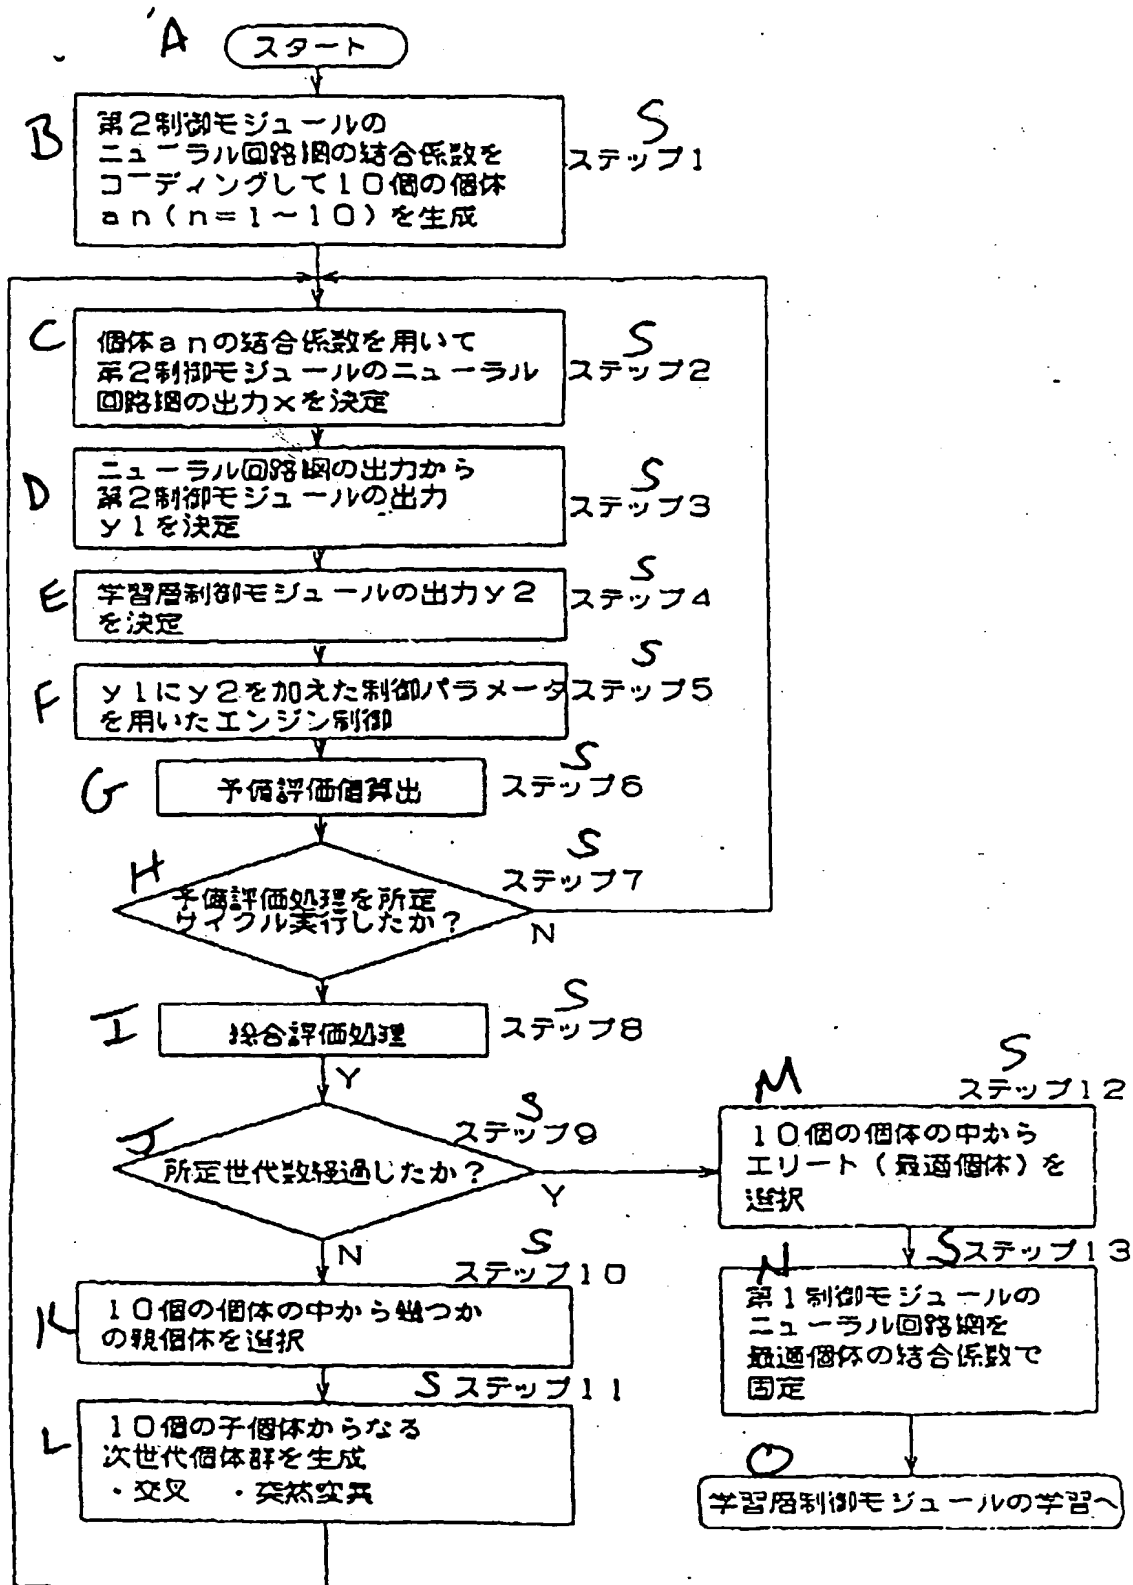 A
スタート
B
第2制御モジュールの
ニューラル回路網の結合係数を
コーディングして10個の個体
an(n=1~10)を生成
S
ステップ1
C
個体anの結合係数を用いて
第2制御モジュールのニューラル
回路網の出力xを決定
S
ステップ2
D
ニューラル回路網の出力から
第2制御モジュールの出力
y1を決定
S
ステップ3
E
学習層制御モジュールの出力y2
を決定
S
ステップ4
F
y1にy2を加えた制御パラメータ
を用いたエンジン制御
S
ステップ5
G
予備評価値算出
S
ステップ6
H
予備評価処理を所定
サイクル実行したか?
S
ステップ7
N
I
総合評価処理
S
ステップ8
Y
J
所定世代数経過したか?
S
ステップ9
Y
N
K
10個の個体の中から幾つか
の親個体を選択
S
ステップ10
L
10個の子個体からなる
次世代個体群を生成
・交叉 ・突然変異
S ステップ11
M
10個の個体の中から
エリート(最適個体)を
選択
S
ステップ12
N
第1制御モジュールの
ニューラル回路網を
最適個体の結合係数で
固定
Sステップ13
O
学習層制御モジュールの学習へ